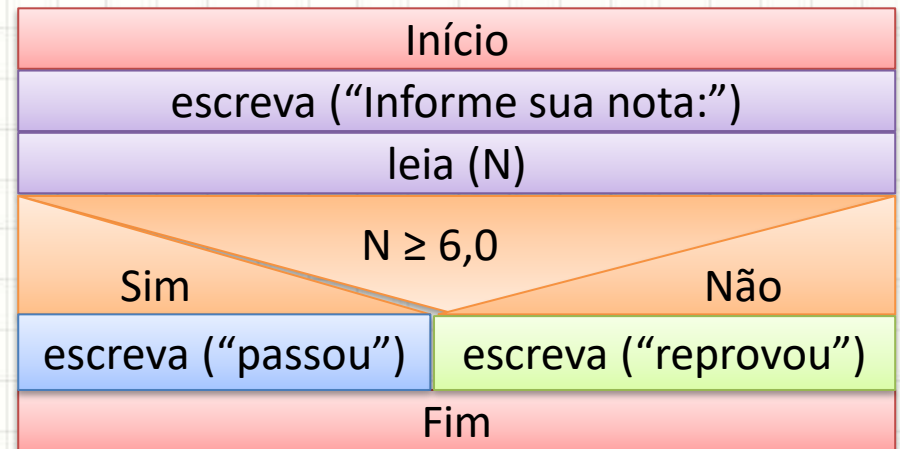 Início
escreva (“Informe sua nota:”)
leia (N)
N ≥ 6,0
Sim
Não
escreva (“passou”)
escreva (“reprovou”)
Fim